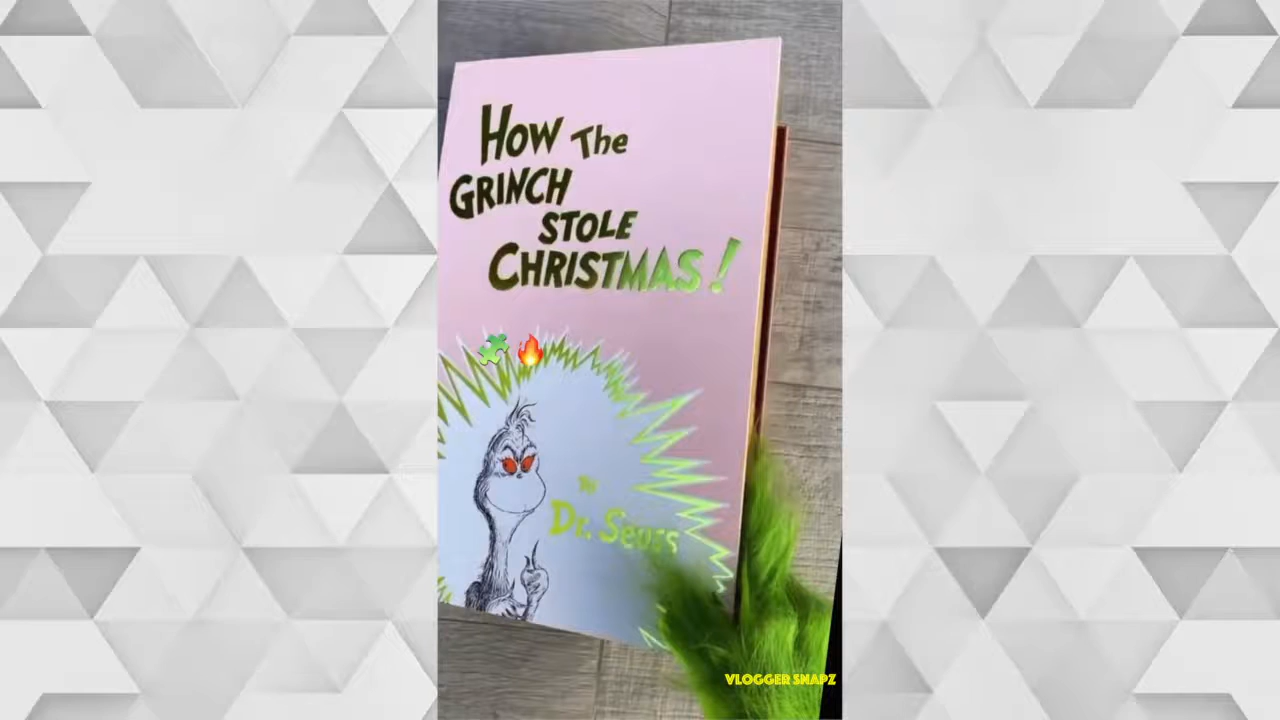 How The
GRINCH
STOLE
CHRISTMAS!
By
Dr. Seuss
VLOGGER SNAPZ